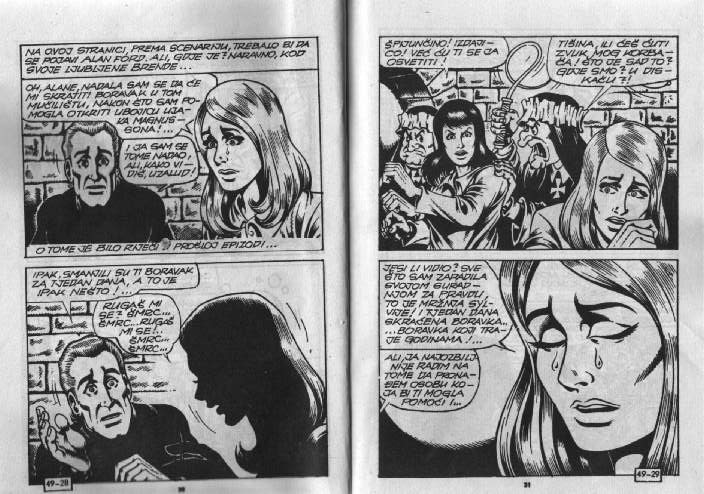 NA OVOJ STRANICI, PREMA SCENARIJU, TREBALO BI DA
SE POJAVI ALAN FORD. ALI, GDJE JE? NARAVNO, KOD
SVOJE LJUBLJENE BRENDE...
OH, ALANE, NADALA SAM SE DA ĆE
MI SKRATITI BORAVAK U TOM
MUČILIŠTU, NAKON ŠTO SAM PO-
MOGLA OTKRITI UBOJICU UJA-
KA MAGNUS-
SONA!...
I JA SAM SE
TOME NADAO,
ALI, KAKO VI-
DIŠ, UZALUD!
O TOME JE BILO RIJEČI U PROŠLOJ EPIZODI...
IPAK, SMANJILI SU TI BORAVAK
ZA TJEDAN DANA, A TO JE
IPAK NEŠTO!...
RUGAŠ MI
SE? ŠMRC...
ŠMRC...RUGAŠ
MI SE!..
ŠMRC...
ŠMRC...
49-28
ŠPIJUNČINO! IZDAJI-
CO! VEĆ ĆU TI SE JA
OSVETITI!
TIŠINA, ILI ĆEŠ ČUTI
ZVUK MOG KORBA-
ČA! ŠTO JE SAD TO?
GDJE SMO? U DIS-
KAČU?!
JESI LI VIDIO? SVE
ŠTO SAM ZARADILA
SVOJOM SURAD-
NJOM ZA PRAVDU,
TO JE MRŽNJA SYL-
VIJE! I TJEDAN DANA
SKRAĆENA BORAVKA..
...BORAVKA KOJI TRA-
JE GODINAMA!...
ALI, JA NAJOZBILJ-
NIJE RADIM NA
TOME DA PRONA-
ĐEM OSOBU KO-
JA BI TI MOGLA
POMOĆI!...
31
49-29